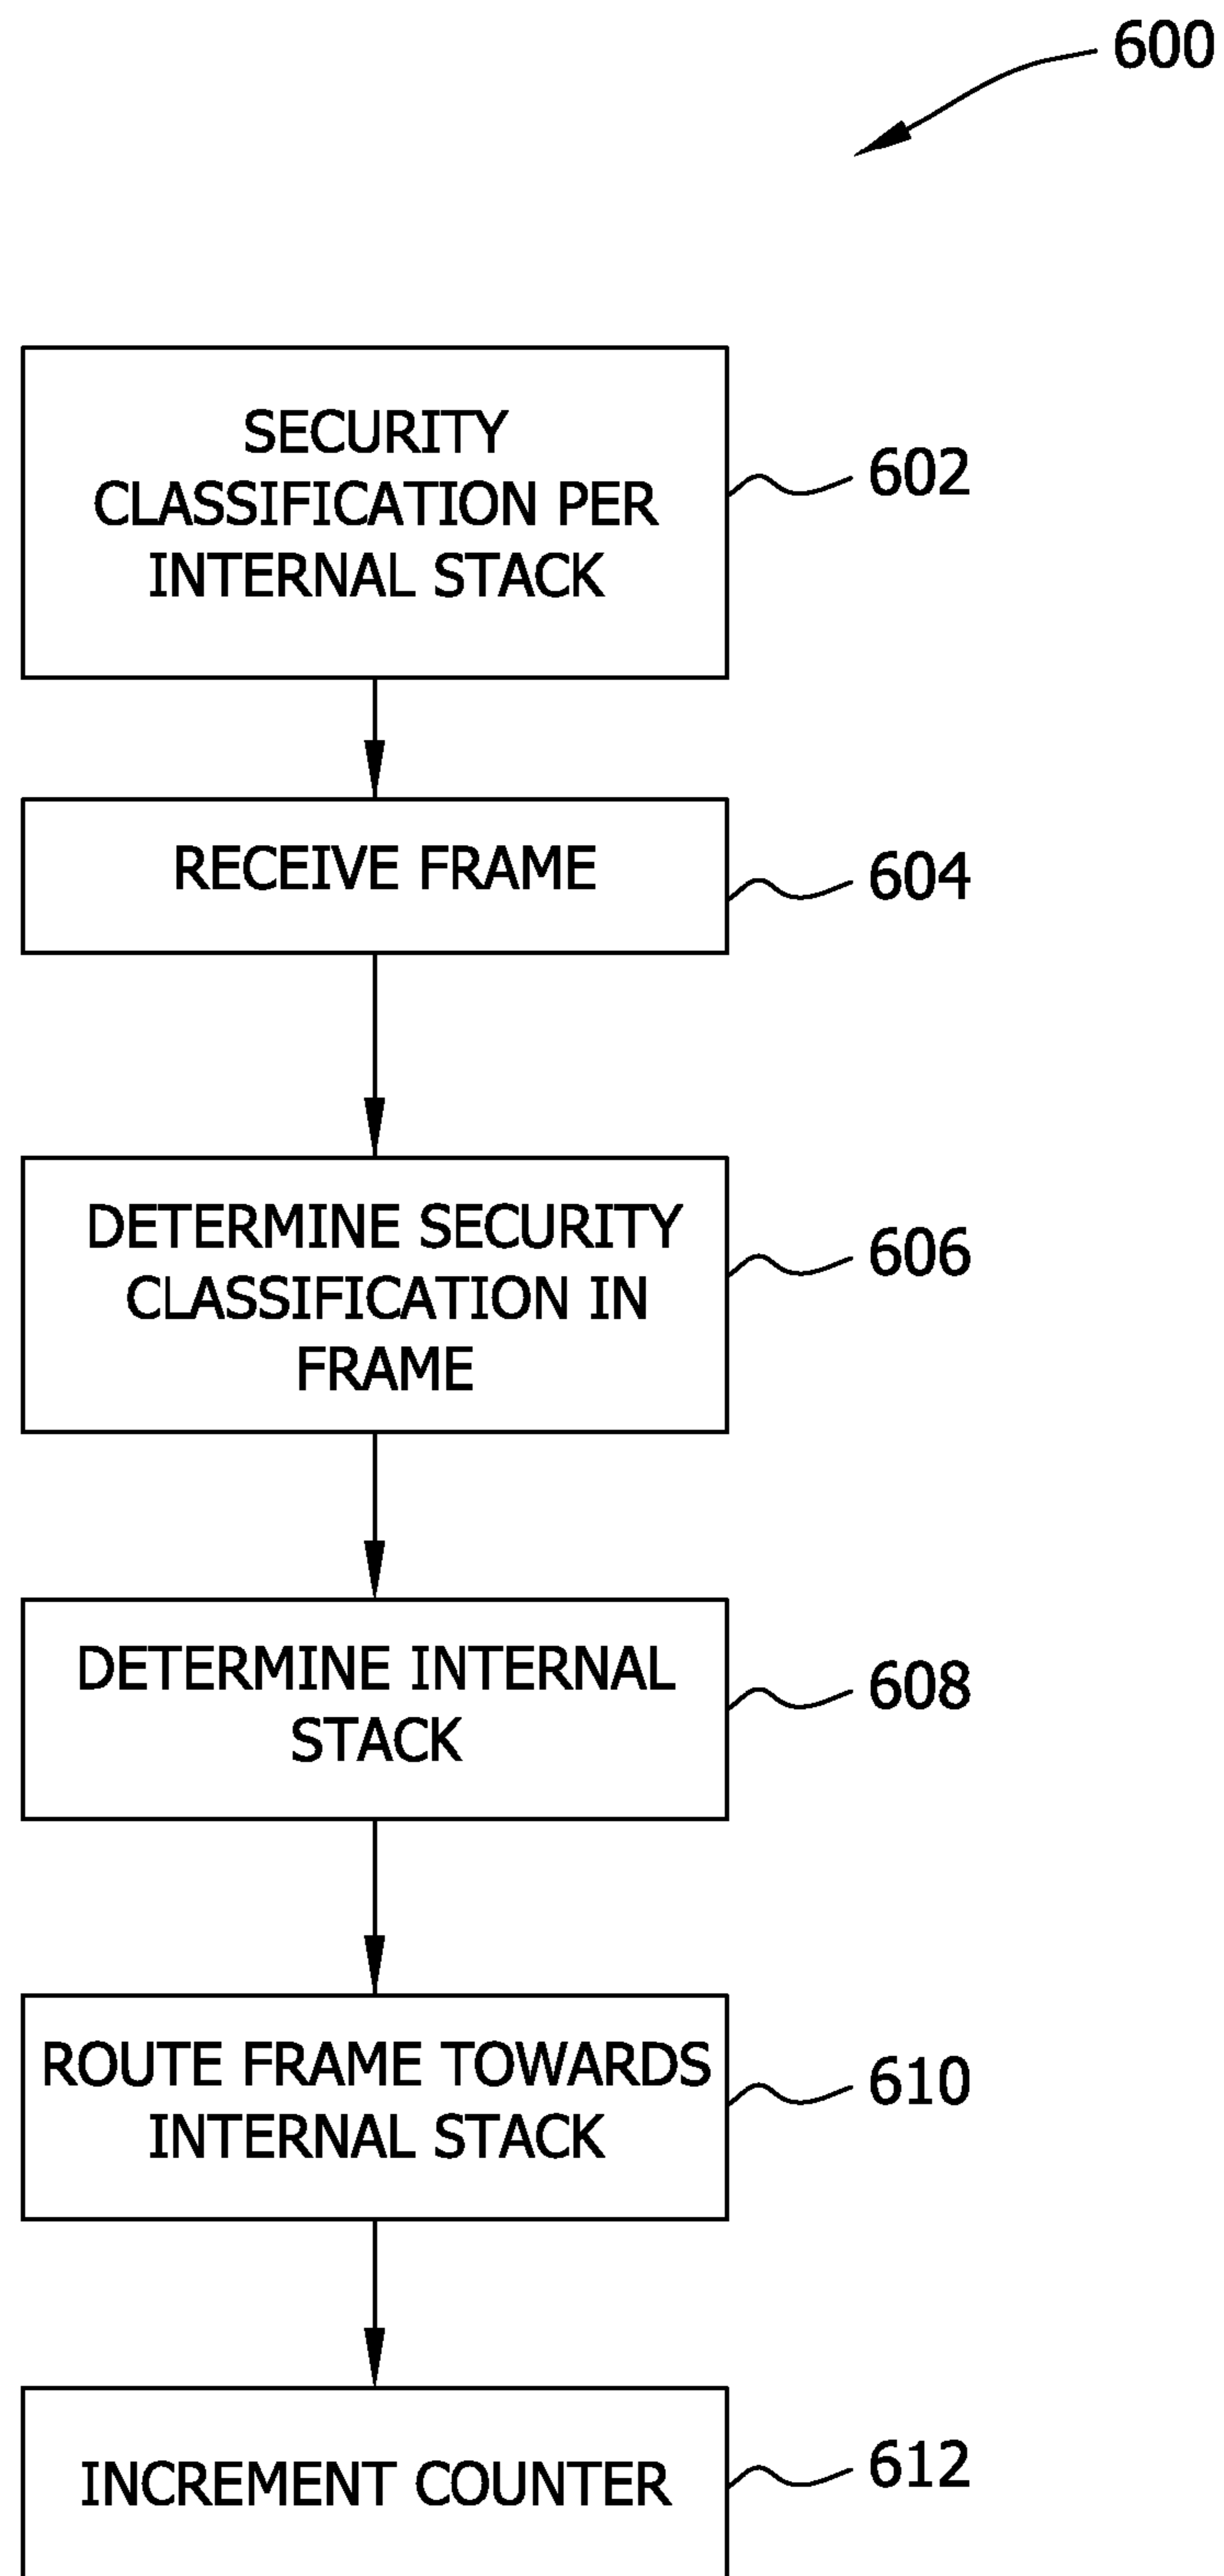 600
SECURITY
CLASSIFICATION PER
INTERNAL STACK
602
RECEIVE FRAME
604
DETERMINE SECURITY
CLASSIFICATION IN
FRAME
606
DETERMINE INTERNAL
STACK
608
ROUTE FRAME TOWARDS
INTERNAL STACK
610
INCREMENT COUNTER
612